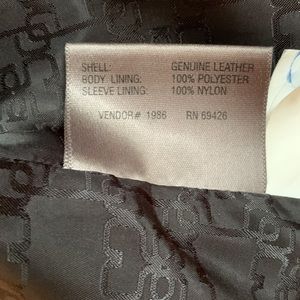 SHELL: GENUINE LEATHER
BODY LINING: 100% POLYESTER
SLEEVE LINING: 100% NYLON
VENDOR# 1986 RN 69426